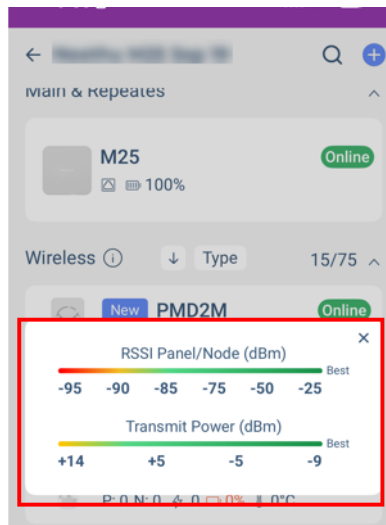 Main & Repeates
M25
Online
100%
Wireless
Type
15/75
New
PMD2M
Online
RSSI Panel/Node (dBm)
Best
-95 -90 -85 -75 -50 -25
Transmit Power (dBm)
Best
+14 +5 -5 -9
P: 0 N: 0 0 0% 0°C